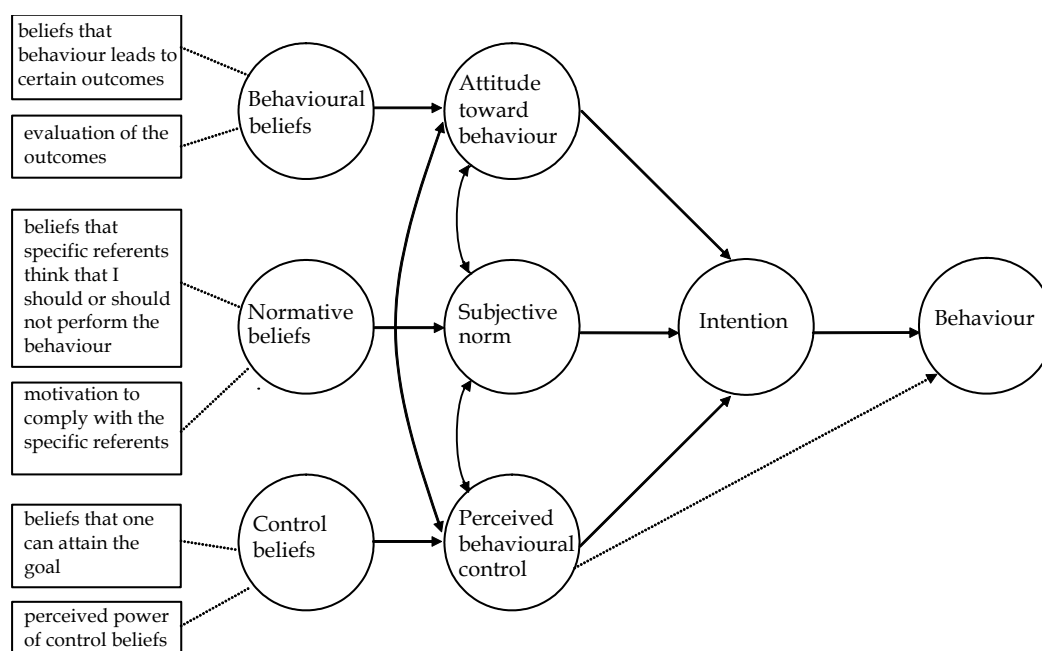 beliefs that
behaviour leads to
certain outcomes
evaluation of the
outcomes
Behavioural
beliefs
Attitude
toward
behaviour
beliefs that
specific referents
think that I
should or should
not perform the
behaviour
motivation to
comply with the
specific referents
Normative
beliefs
Subjective
norm
Intention
Behaviour
beliefs that one
can attain the
goal
perceived power
of control beliefs
Control
beliefs
Perceived
behavioural
control